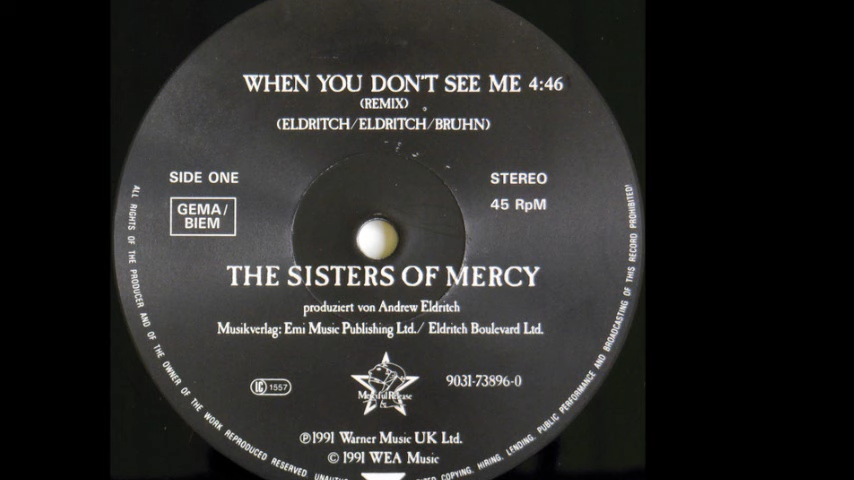 WHEN YOU DON'T SEE ME 4:46
(REMIX)
(ELDRITCH/ELDRITCH/BRUHN)
SIDE ONE
STEREO
GEMA/
BIEM
45 RpM
THE SISTERS OF MERCY
produziert von Andrew Eldritch
Musikverlag: Emi Music Publishing Ltd./ Eldritch Boulevard Ltd.
LC 1557
Merciful Release
9031-73896-0
℗ 1991 Warner Music UK Ltd.
© 1991 WEA Music
ALL RIGHTS OF THE PRODUCER AND OF THE OWNER OF THE WORK REPRODUCED RESERVED. COPYING, HIRING, LENDING, PUBLIC PERFORMANCE AND BROADCASTING OF THIS RECORD PROHIBITED!